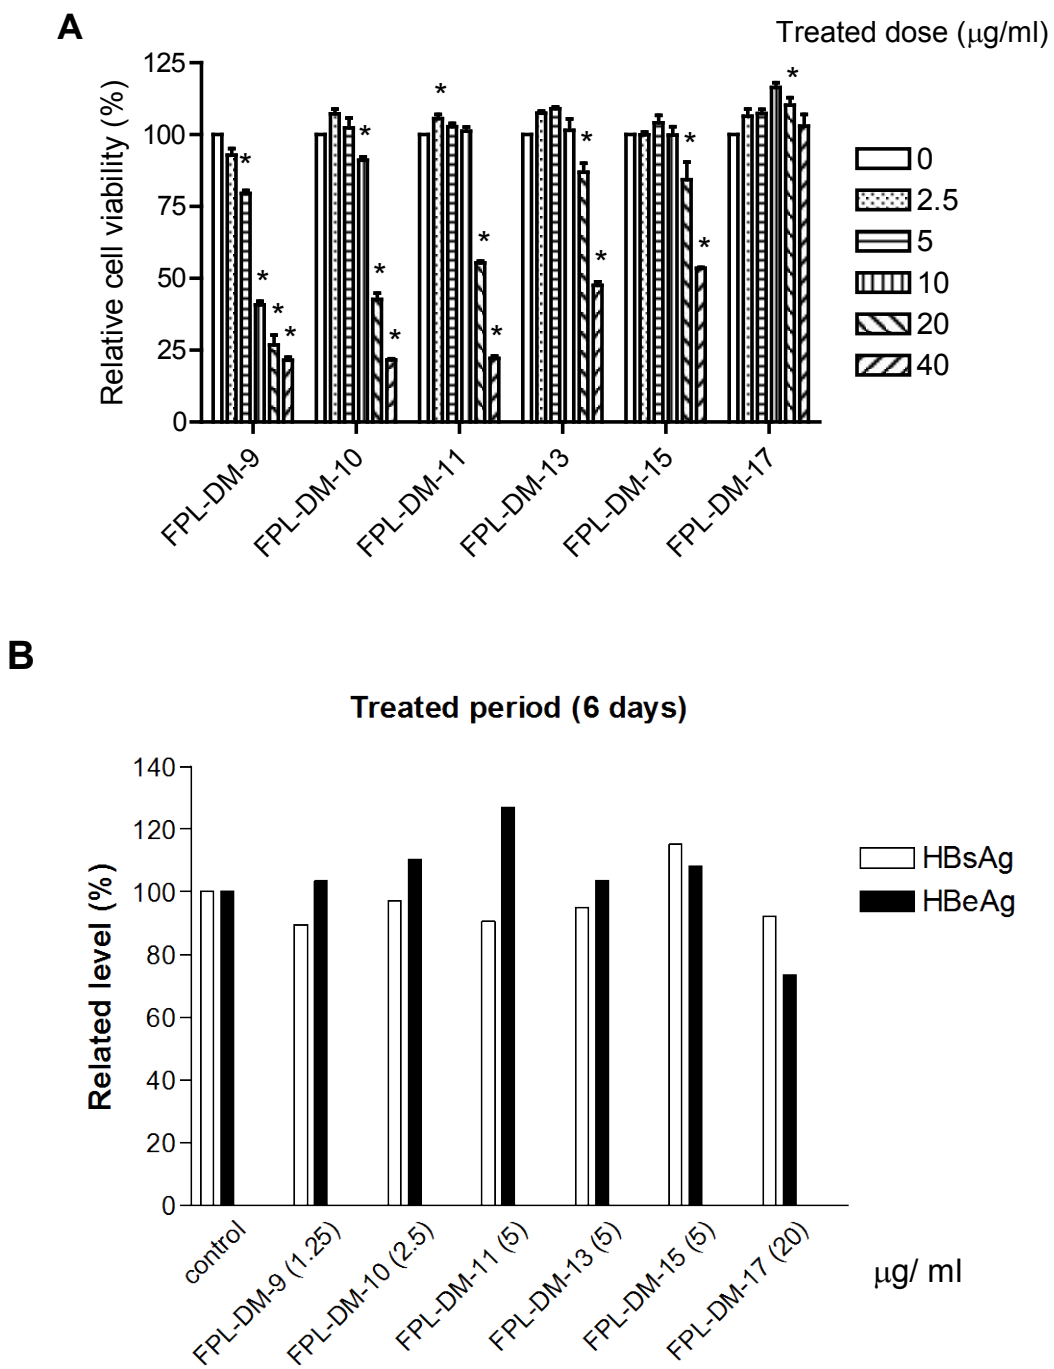 A
Treated dose (μg/ml)
Relative cell viability (%)
125
100
75
50
25
0
* * * *
* * *
* * *
* *
* *
*
FPL-DM-9
FPL-DM-10
FPL-DM-11
FPL-DM-13
FPL-DM-15
FPL-DM-17
0
2.5
5
10
20
40
B
Treated period (6 days)
Related level (%)
140
120
100
80
60
40
20
0
control
FPL-DM-9 (1.25)
FPL-DM-10 (2.5)
FPL-DM-11 (5)
FPL-DM-13 (5)
FPL-DM-15 (5)
FPL-DM-17 (20)
HBsAg
HBeAg
μg/ ml